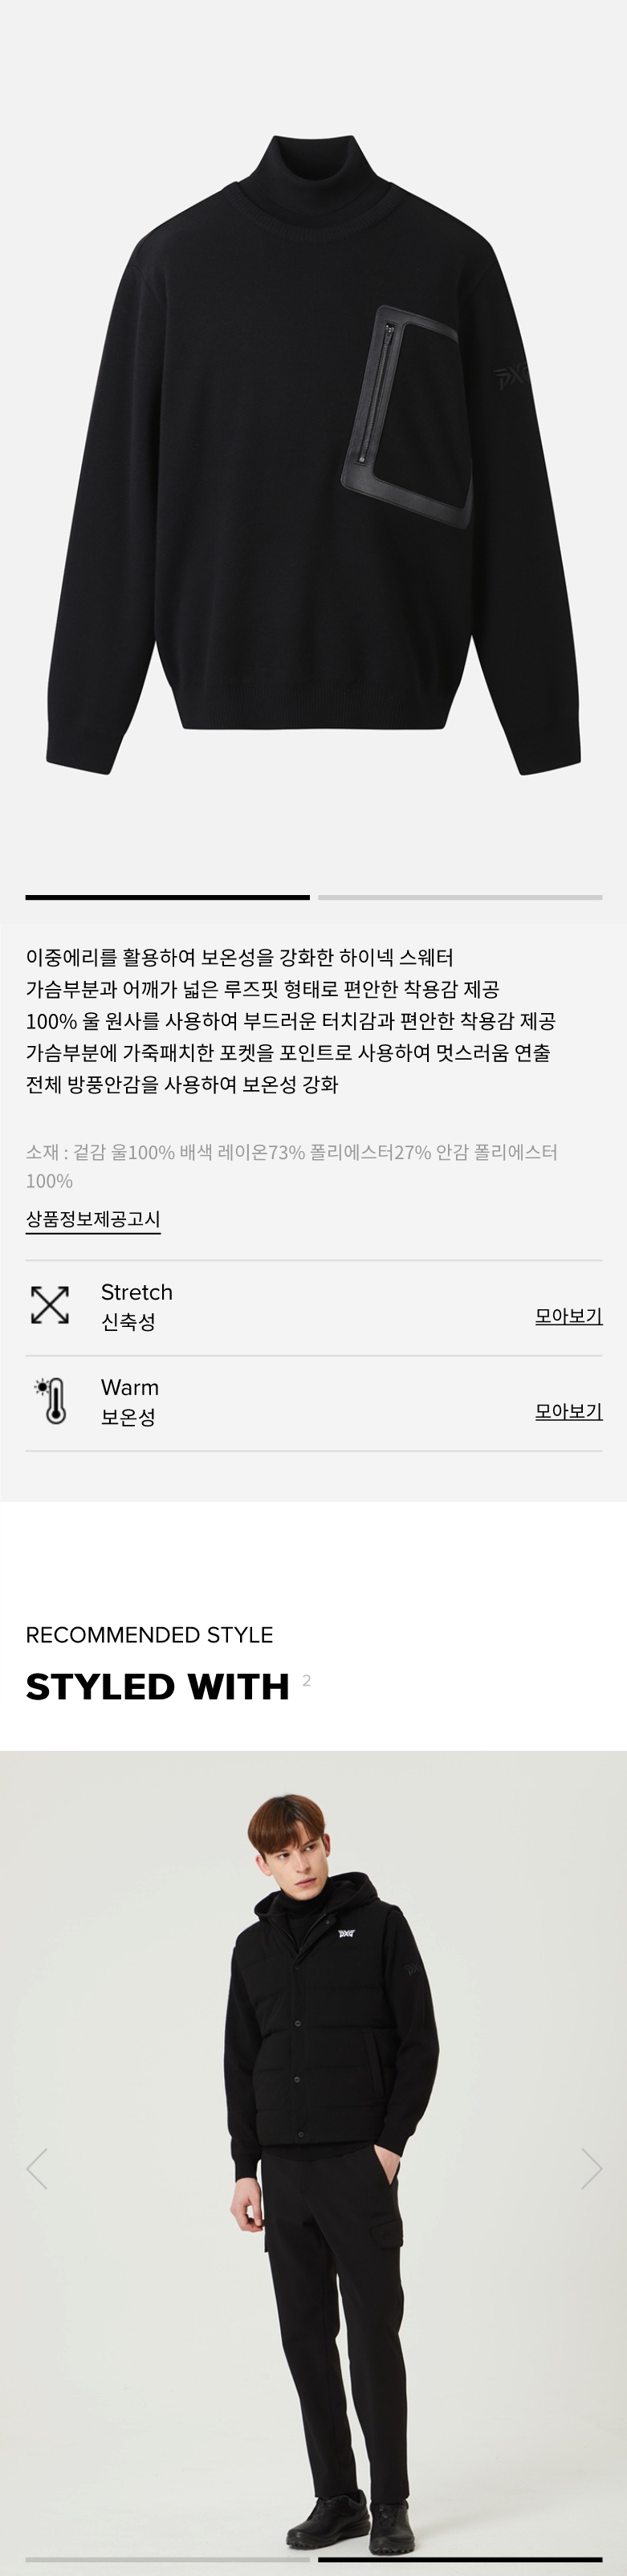 PXG
이중에리를 활용하여 보온성을 강화한 하이넥 스웨터
가슴부분과 어깨가 넓은 루즈핏 형태로 편안한 착용감 제공
100% 울 원사를 사용하여 부드러운 터치감과 편안한 착용감 제공
가슴부분에 가죽패치한 포켓을 포인트로 사용하여 멋스러움 연출
전체 방풍안감을 사용하여 보온성 강화
소재 : 겉감 울100% 배색 레이온73% 폴리에스터27% 안감 폴리에스터
100%
상품정보제공고시
Stretch
신축성
모아보기
Warm
보온성
모아보기
RECOMMENDED STYLE
STYLED WITH 2
PXG
PXG